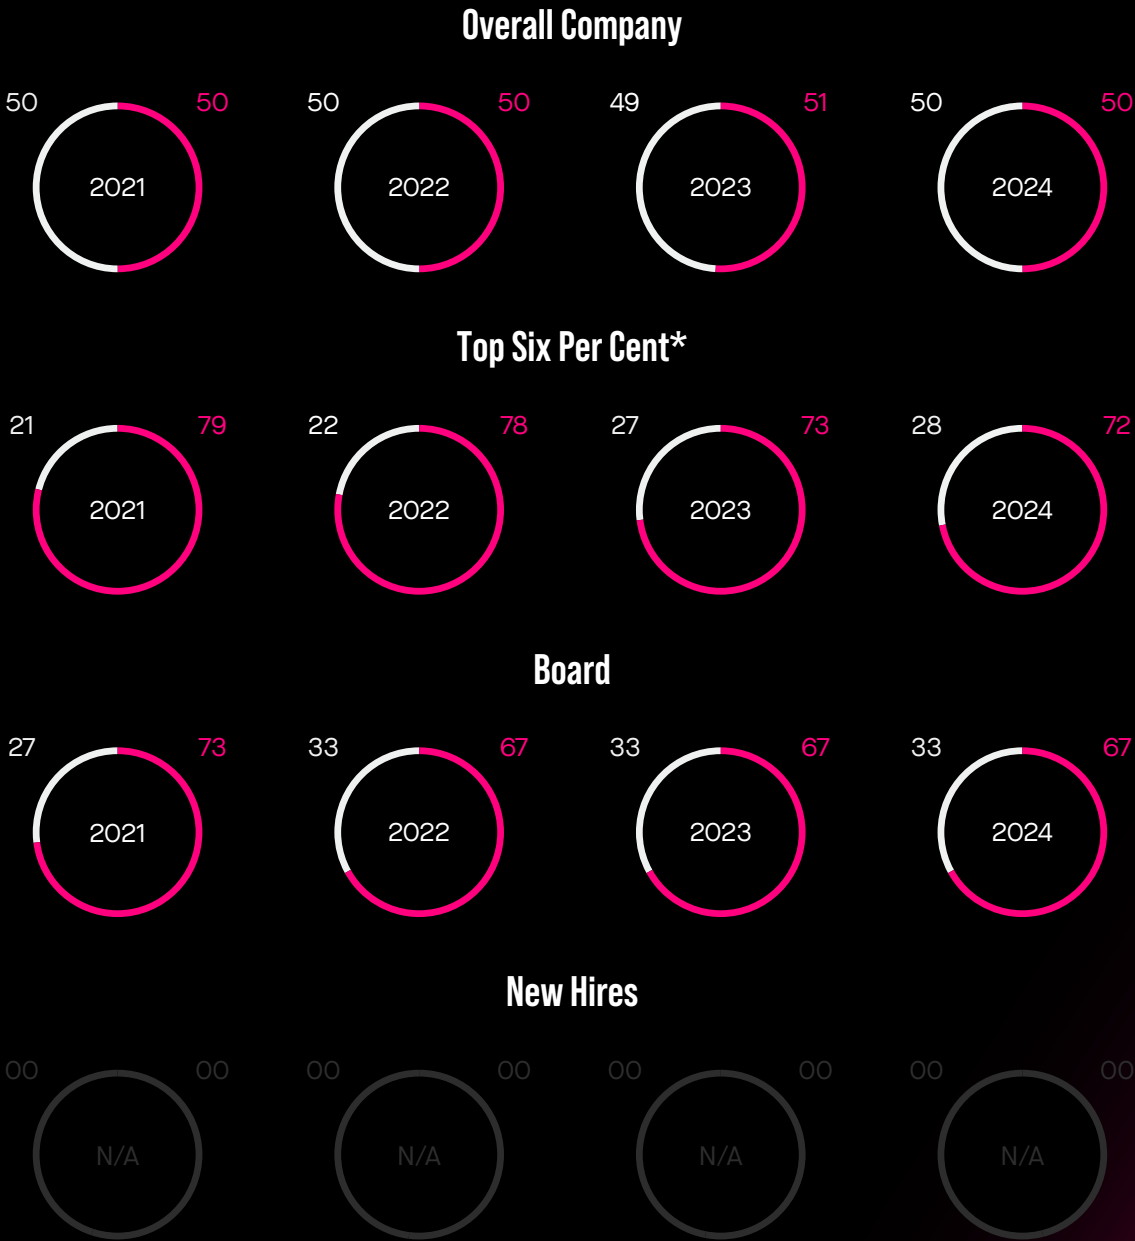 Overall Company
50 50 50 50 49 51 50 50
2021 2022 2023 2024
Top Six Per Cent*
21 79 22 78 27 73 28 72
2021 2022 2023 2024
Board
27 73 33 67 33 67 33 67
2021 2022 2023 2024
New Hires
00 00 00 00 00 00 00 00
N/A N/A N/A N/A